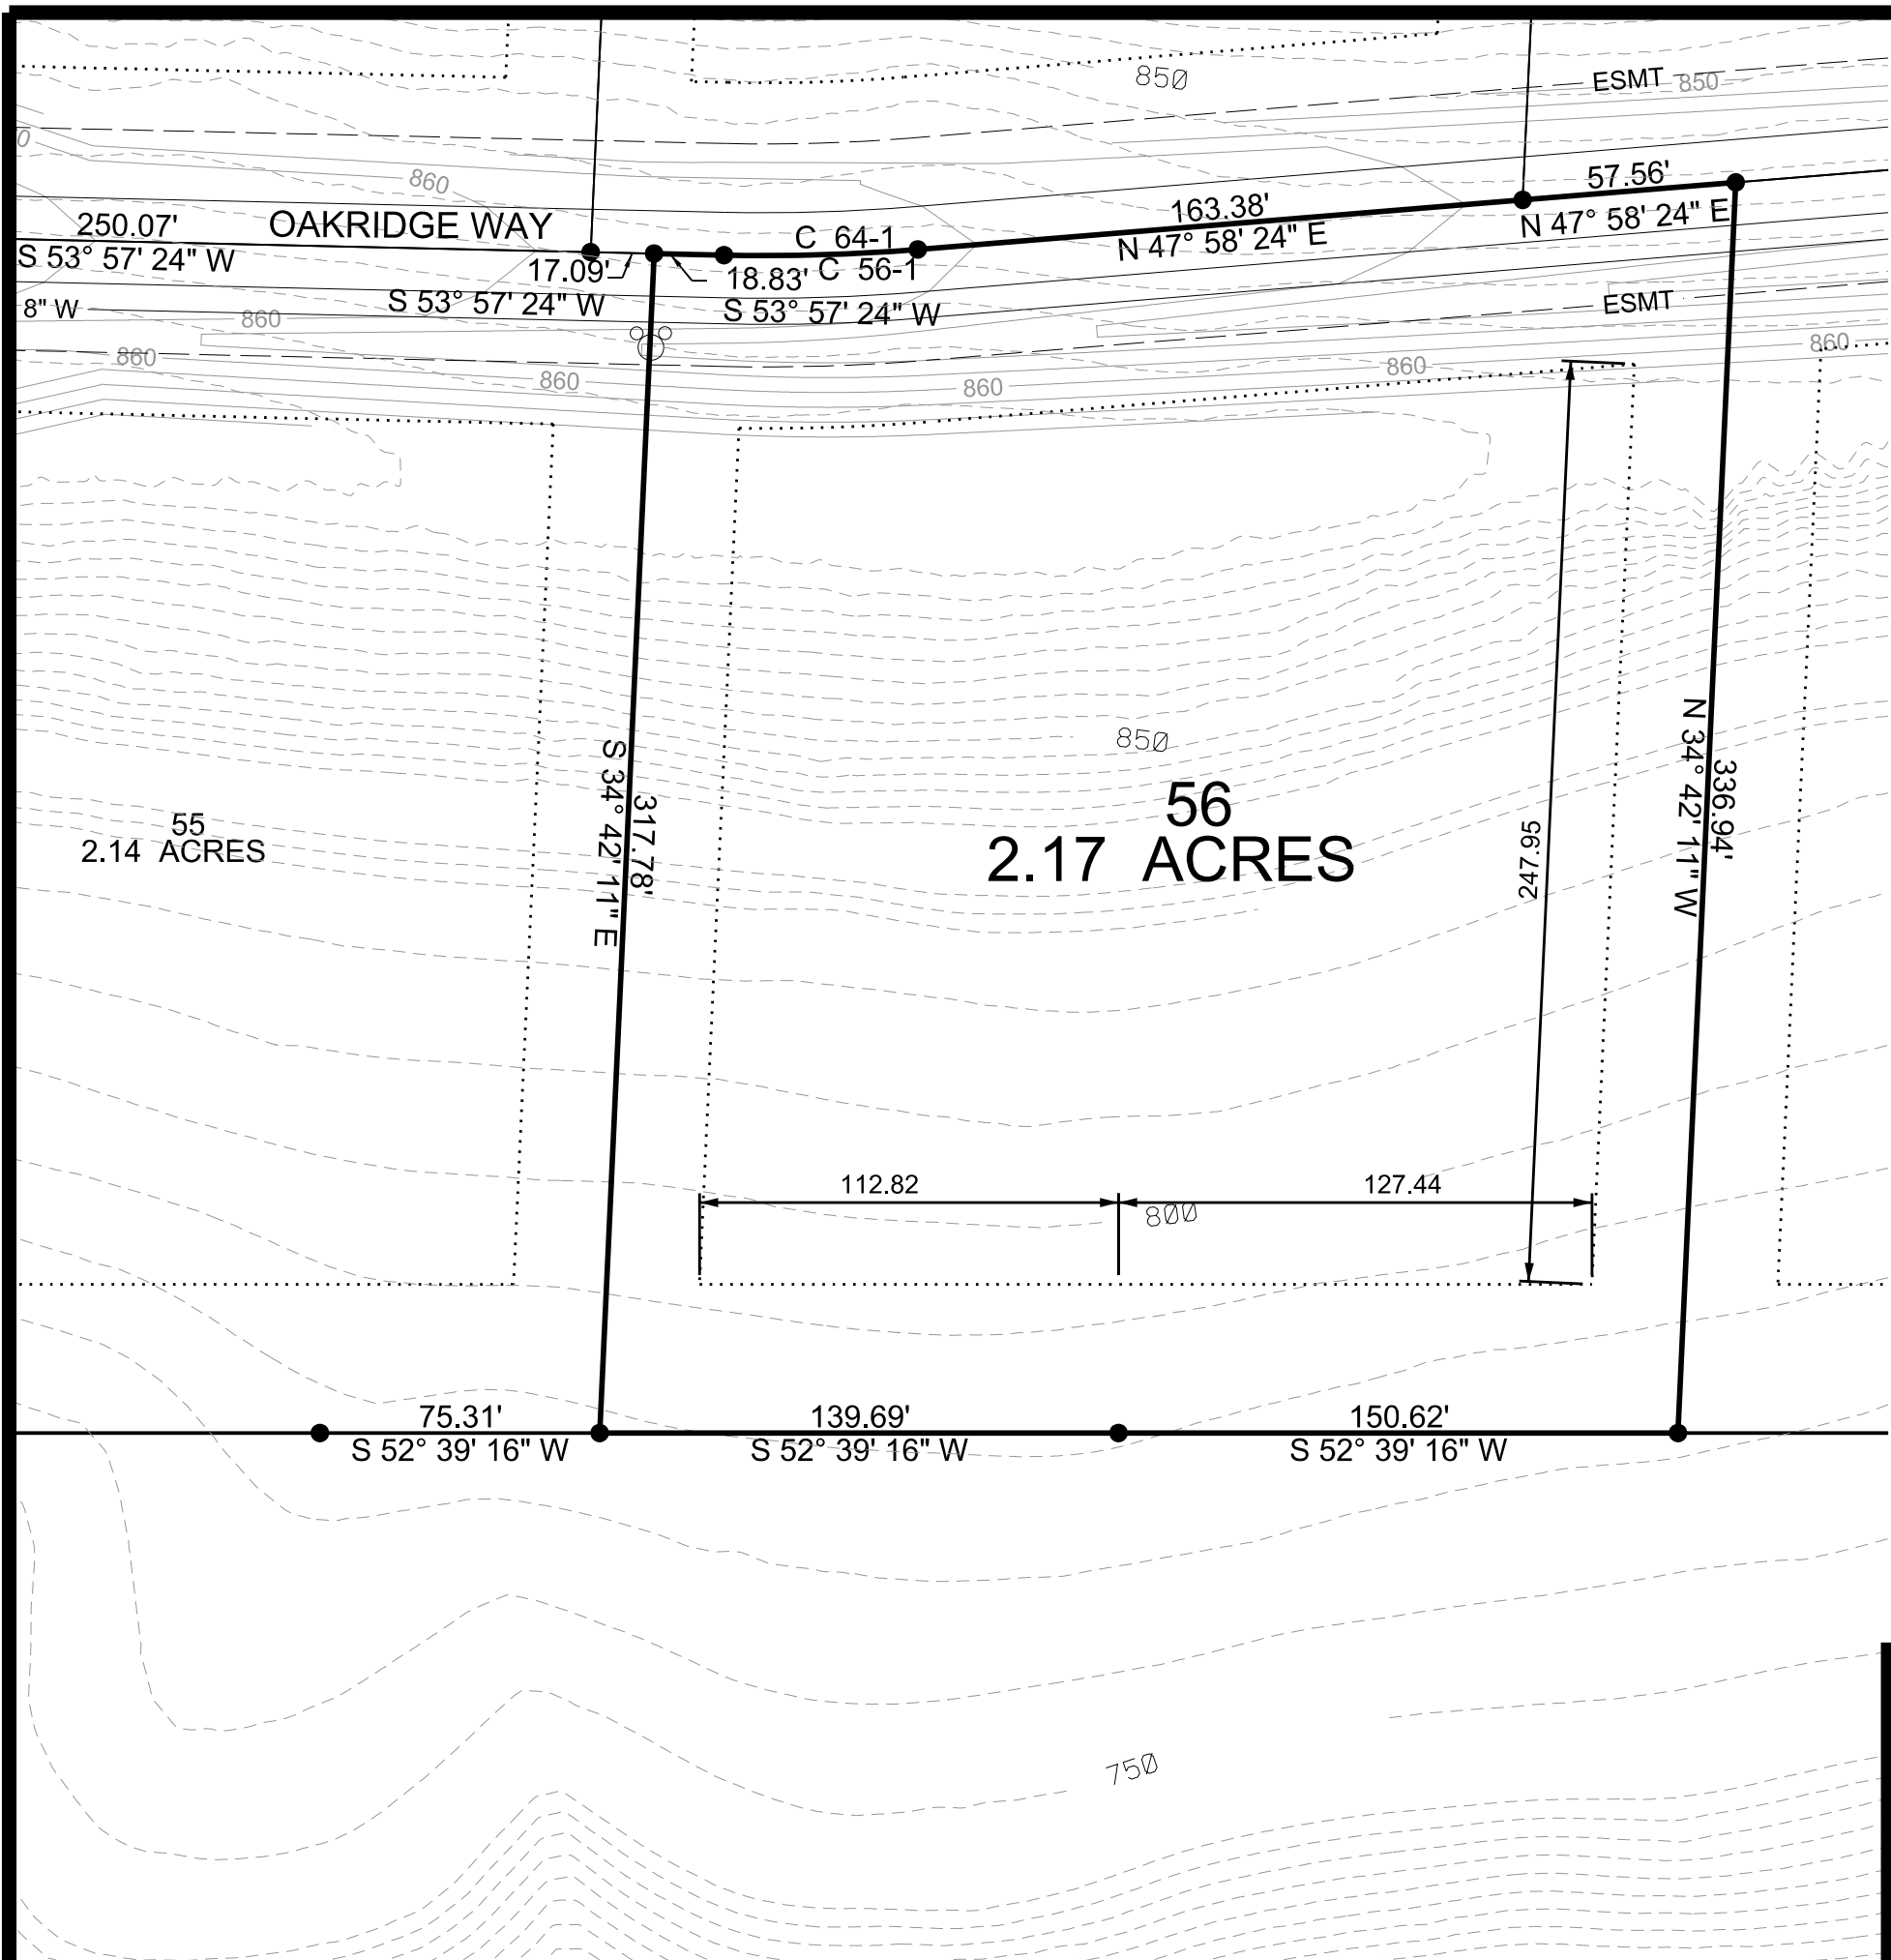 850
ESMT
850
0
860
57.56'
N 47° 58' 24" E
163.38'
N 47° 58' 24" E
250.07'
S 53° 57' 24" W
OAKRIDGE WAY
C 64-1
C 56-1
17.09'
S 53° 57' 24" W
18.83'
S 53° 57' 24" W
8" W
ESMT
860
860
860
860
860
860
850
56
2.17 ACRES
55
2.14 ACRES
317.78'
S 34° 42' 11" E
247.95
336.94'
N 34° 42' 11" W
112.82
127.44
800
75.31'
S 52° 39' 16" W
139.69'
S 52° 39' 16" W
150.62'
S 52° 39' 16" W
750